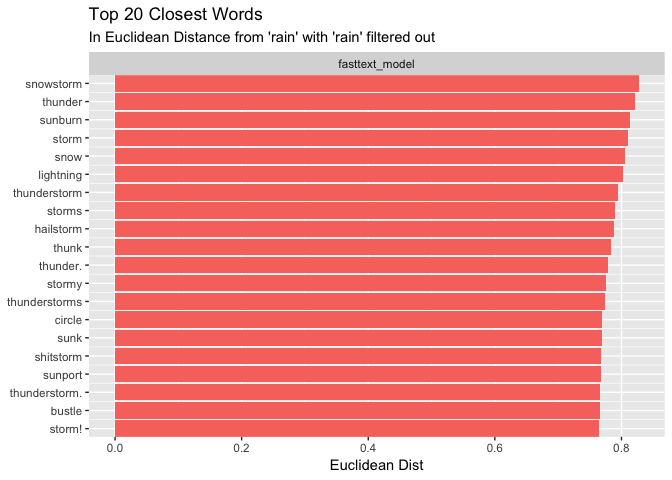 Top 20 Closest Words
In Euclidean Distance from 'rain' with 'rain' filtered out
fasttext_model
snowstorm
thunder
sunburn
storm
snow
lightning
thunderstorm
storms
hailstorm
thunk
thunder.
stormy
thunderstorms
circle
sunk
shitstorm
sunport
thunderstorm.
bustle
storm!
0.0 0.2 0.4 0.6 0.8
Euclidean Dist